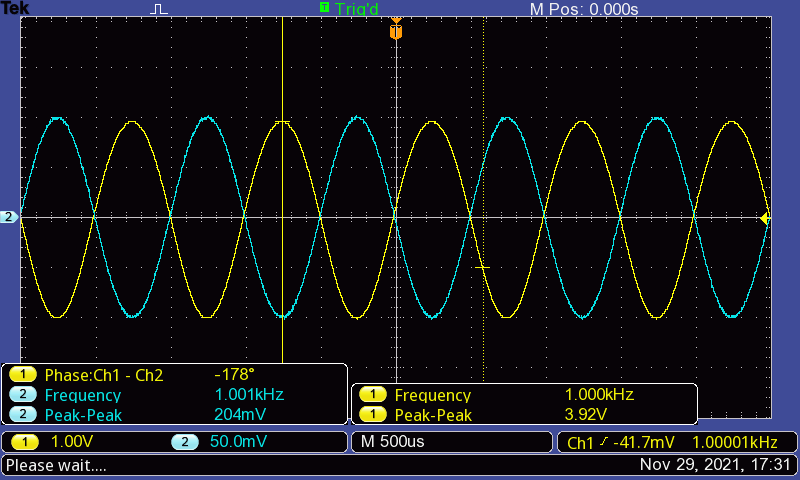 Tek T Trig'd M Pos: 0.000s
T
2
1 Phase:Ch1 - Ch2 -178°
2 Frequency 1.001kHz
2 Peak-Peak 204mV
1 Frequency 1.000kHz
1 Peak-Peak 3.92V
1 1.00V 2 50.0mV M 500us Ch1 -41.7mV 1.00001kHz
Please wait.... Nov 29, 2021, 17:31